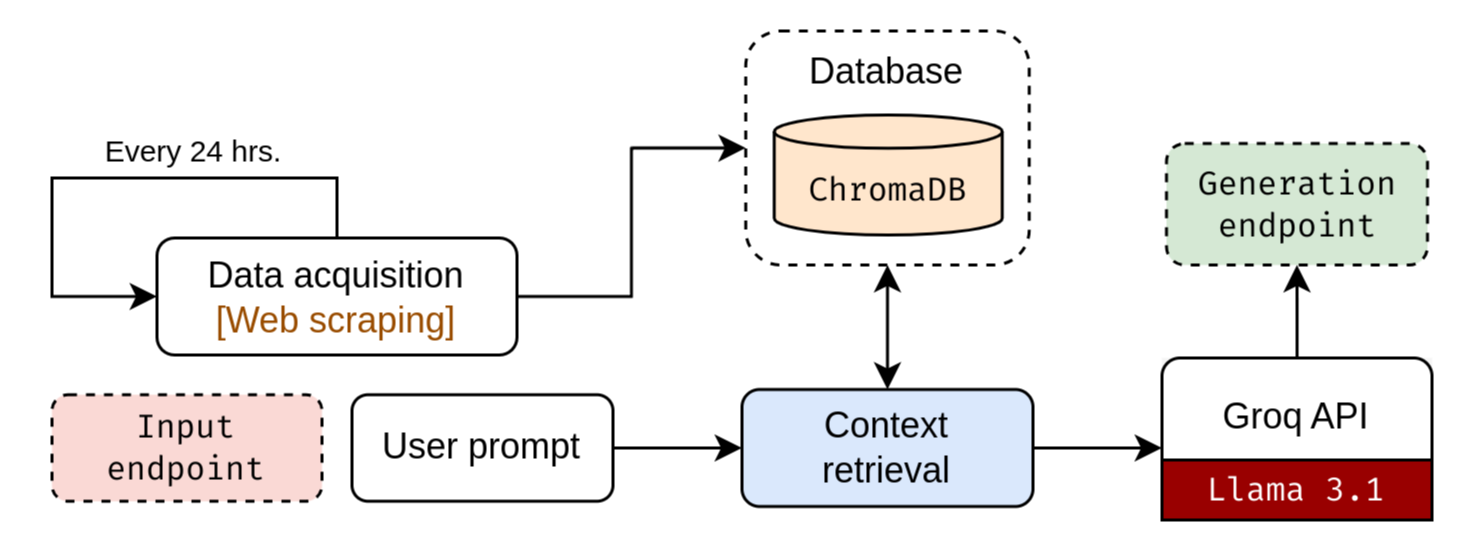 Every 24 hrs.
Data acquisition
[Web scraping]
Database
ChromaDB
Generation
endpoint
Input
endpoint
User prompt
Context
retrieval
Groq API
Llama 3.1